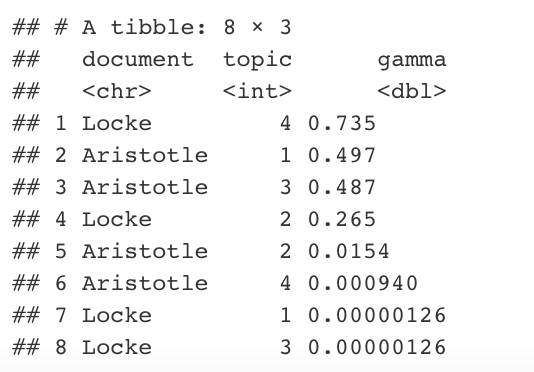 ## # A tibble: 8 × 3
##   document  topic      gamma
##   <chr>     <int>      <dbl>
## 1 Locke         4 0.735
## 2 Aristotle     1 0.497
## 3 Aristotle     3 0.487
## 4 Locke         2 0.265
## 5 Aristotle     2 0.0154
## 6 Aristotle     4 0.000940
## 7 Locke         1 0.00000126
## 8 Locke         3 0.00000126